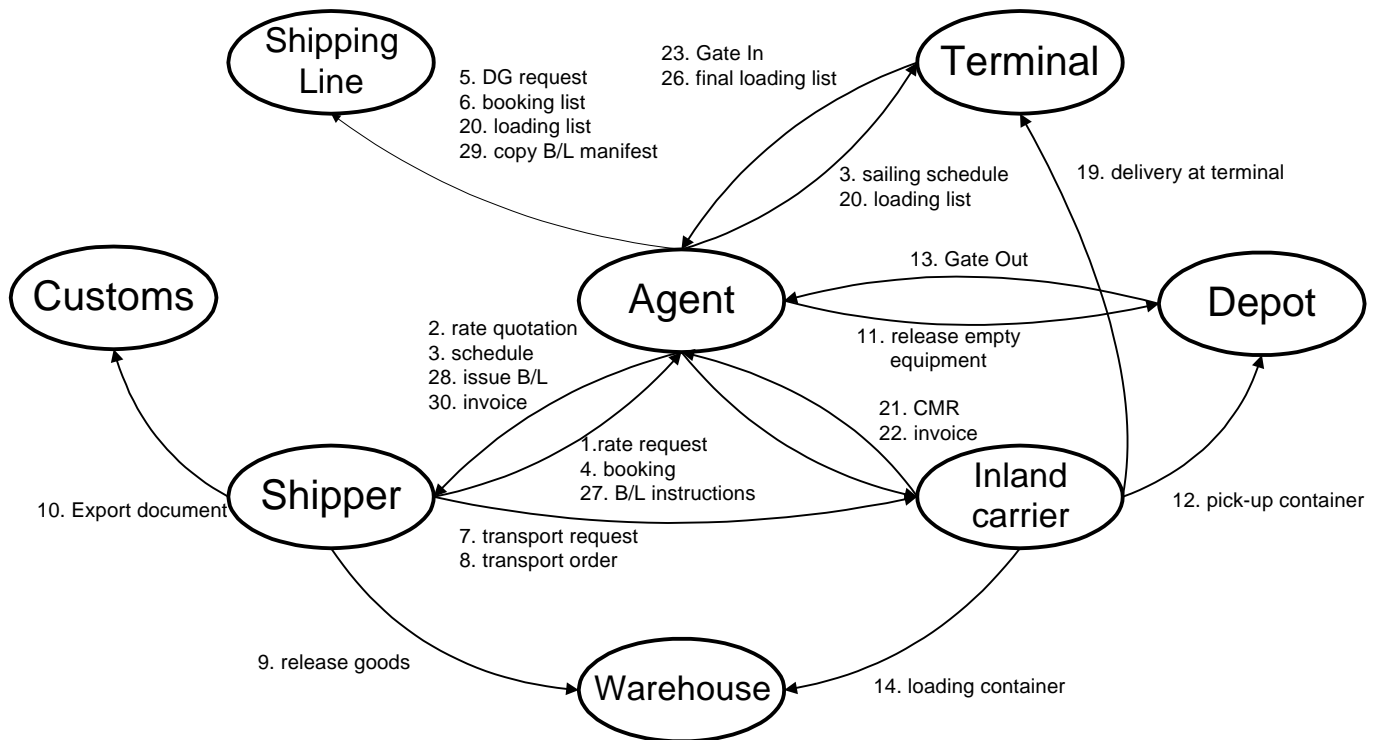 Shipping
Line
5. DG request
6. booking list
20. loading list
29. copy B/L manifest
23. Gate In
26. final loading list
Terminal
3. sailing schedule
20. loading list
19. delivery at terminal
Customs
Agent
13. Gate Out
11. release empty
equipment
Depot
2. rate quotation
3. schedule
28. issue B/L
30. invoice
1.rate request
4. booking
27. B/L instructions
21. CMR
22. invoice
10. Export document
Shipper
7. transport request
8. transport order
Inland
carrier
12. pick-up container
9. release goods
Warehouse
14. loading container